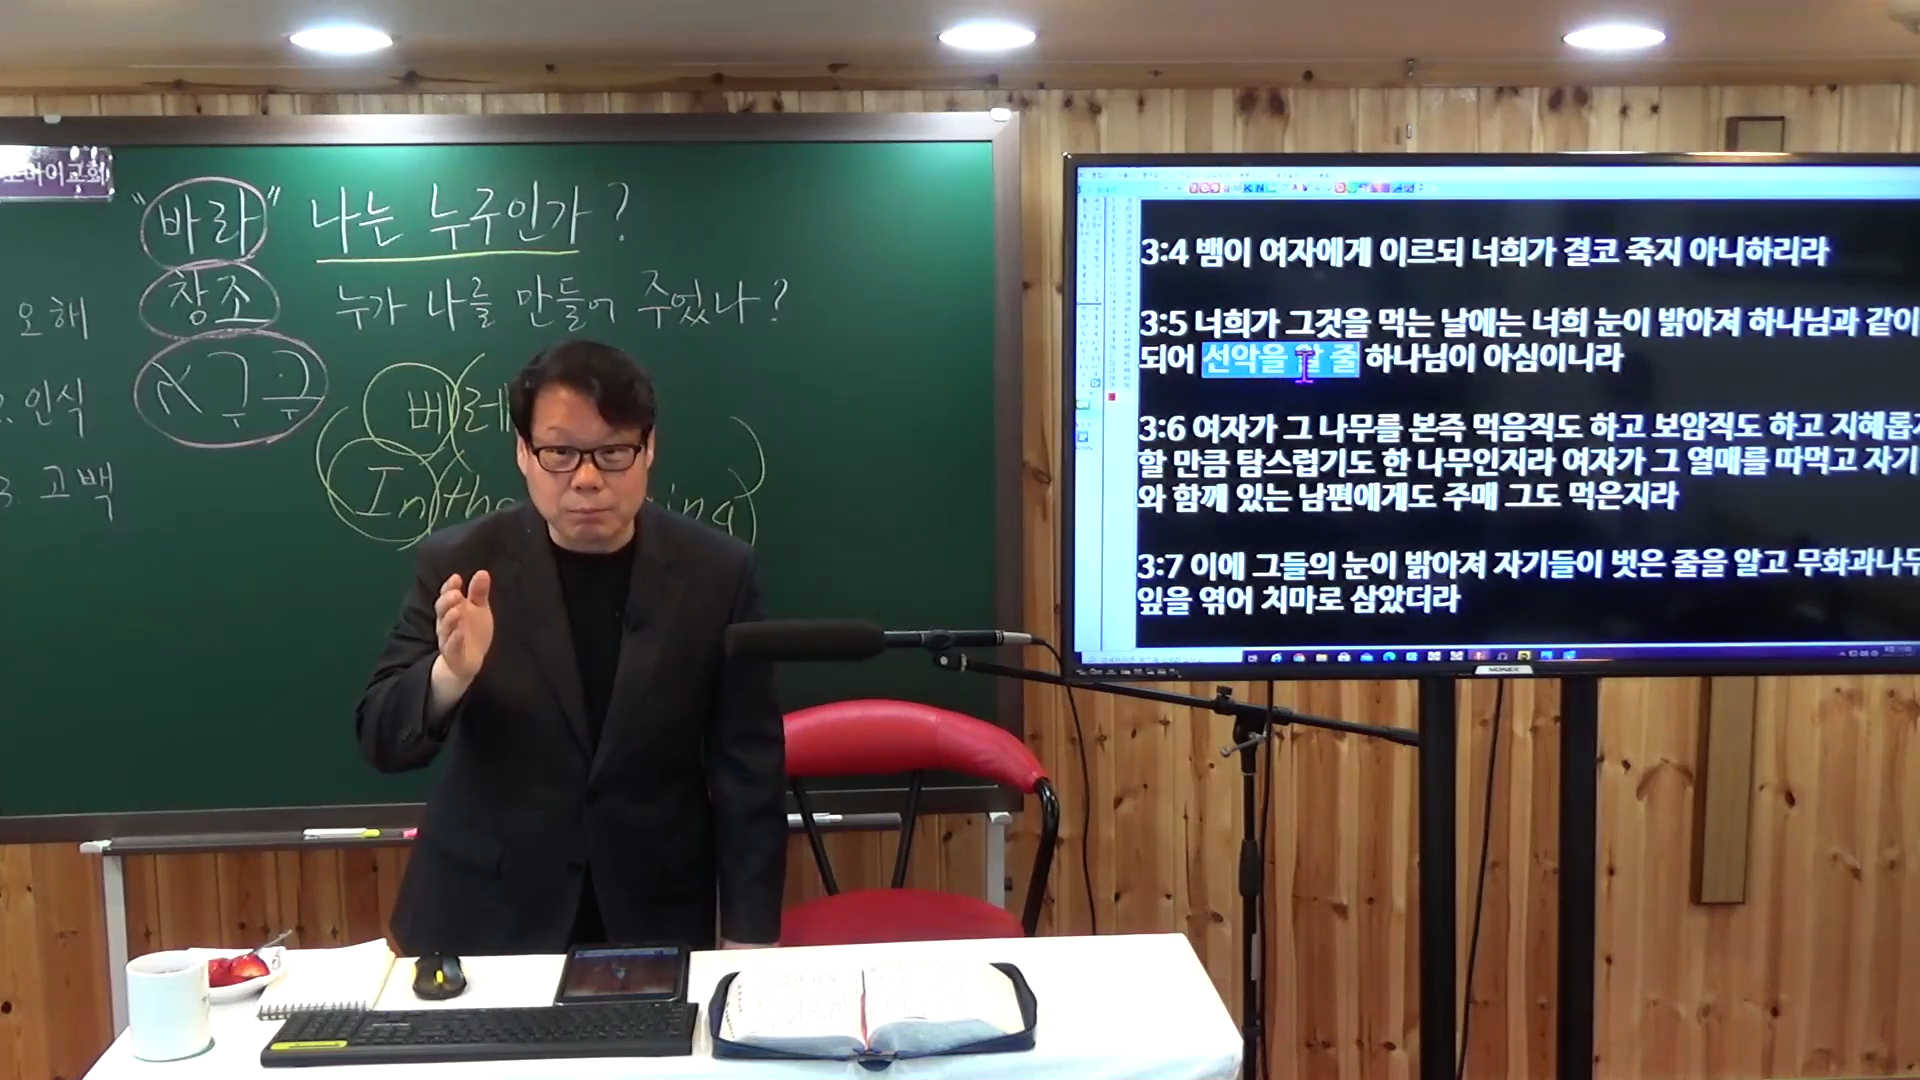 "바라" 나는 누구인가?
창조 누가 나를 만들어 주었나?
오해
2. 인식
3. 고백
베 레
In the
3:4 뱀이 여자에게 이르되 너희가 결코 죽지 아니하리라
3:5 너희가 그것을 먹는 날에는 너희 눈이 밝아져 하나님과 같이
되어 선악을 알 줄 하나님이 아심이니라
3:6 여자가 그 나무를 본즉 먹음직도 하고 보암직도 하고 지혜롭게
할 만큼 탐스럽기도 한 나무인지라 여자가 그 열매를 따먹고 자기
와 함께 있는 남편에게도 주매 그도 먹은지라
3:7 이에 그들의 눈이 밝아져 자기들이 벗은 줄을 알고 무화과나무
잎을 엮어 치마로 삼았더라